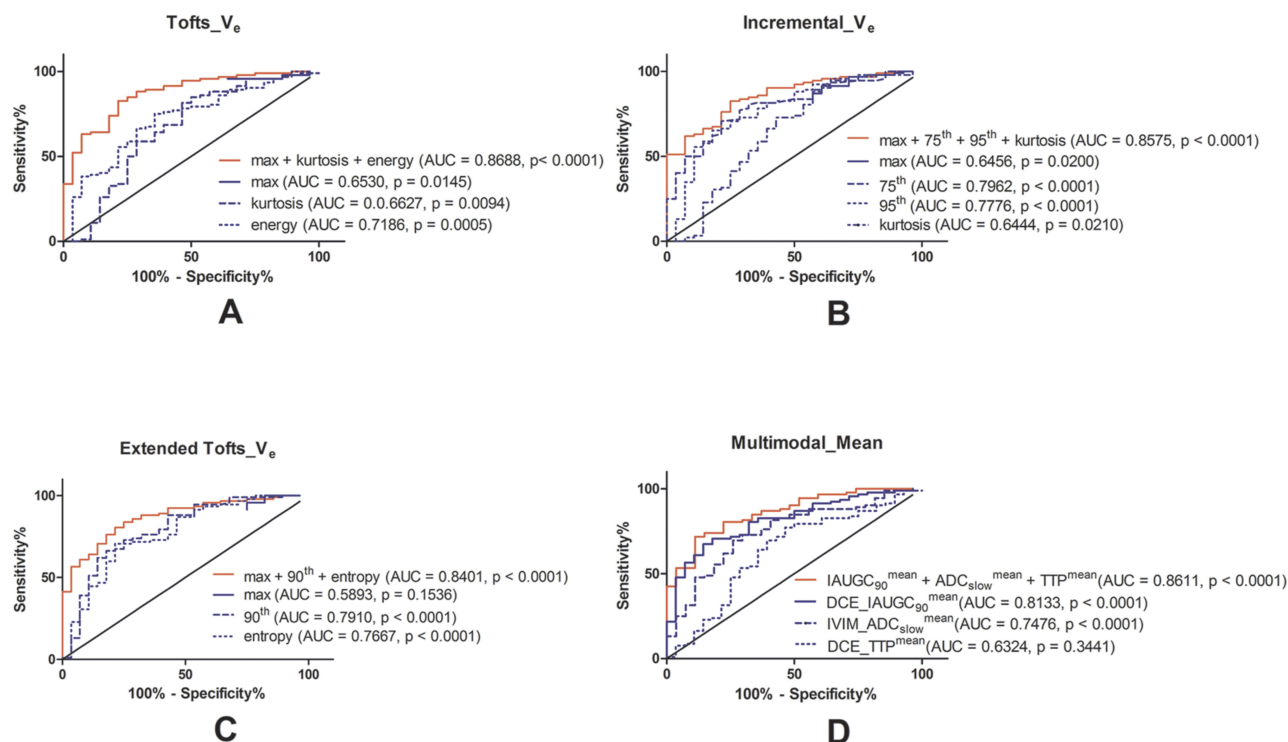 Tofts_Vₑ
Sensitivity%
100
50
0
0 50 100
100% - Specificity%
max + kurtosis + energy (AUC = 0.8688, p< 0.0001)
max (AUC = 0.6530, p = 0.0145)
kurtosis (AUC = 0.0.6627, p = 0.0094)
energy (AUC = 0.7186, p = 0.0005)
A
Incremental_Vₑ
Sensitivity%
100
50
0
0 50 100
100% - Specificity%
max + 75ᵗʰ + 95ᵗʰ + kurtosis (AUC = 0.8575, p< 0.0001)
max (AUC = 0.6456, p = 0.0200)
75ᵗʰ (AUC = 0.7962, p < 0.0001)
95ᵗʰ (AUC = 0.7776, p < 0.0001)
kurtosis (AUC = 0.6444, p = 0.0210)
B
Extended Tofts_Vₑ
Sensitivity%
100
50
0
0 50 100
100% - Specificity%
max + 90ᵗʰ + entropy (AUC = 0.8401, p < 0.0001)
max (AUC = 0.5893, p = 0.1536)
90ᵗʰ (AUC = 0.7910, p < 0.0001)
entropy (AUC = 0.7667, p < 0.0001)
C
Multimodal_Mean
Sensitivity%
100
50
0
0 50 100
100% - Specificity%
IAUGC₉₀ᵐᵉᵃⁿ + ADCₛₗₒwᵐᵉᵃⁿ + TTPᵐᵉᵃⁿ(AUC = 0.8611, p < 0.0001)
DCE_IAUGC₉₀ᵐᵉᵃⁿ(AUC = 0.8133, p < 0.0001)
IVIM_ADCₛₗₒwᵐᵉᵃⁿ(AUC = 0.7476, p < 0.0001)
DCE_TTPᵐᵉᵃⁿ(AUC = 0.6324, p = 0.3441)
D